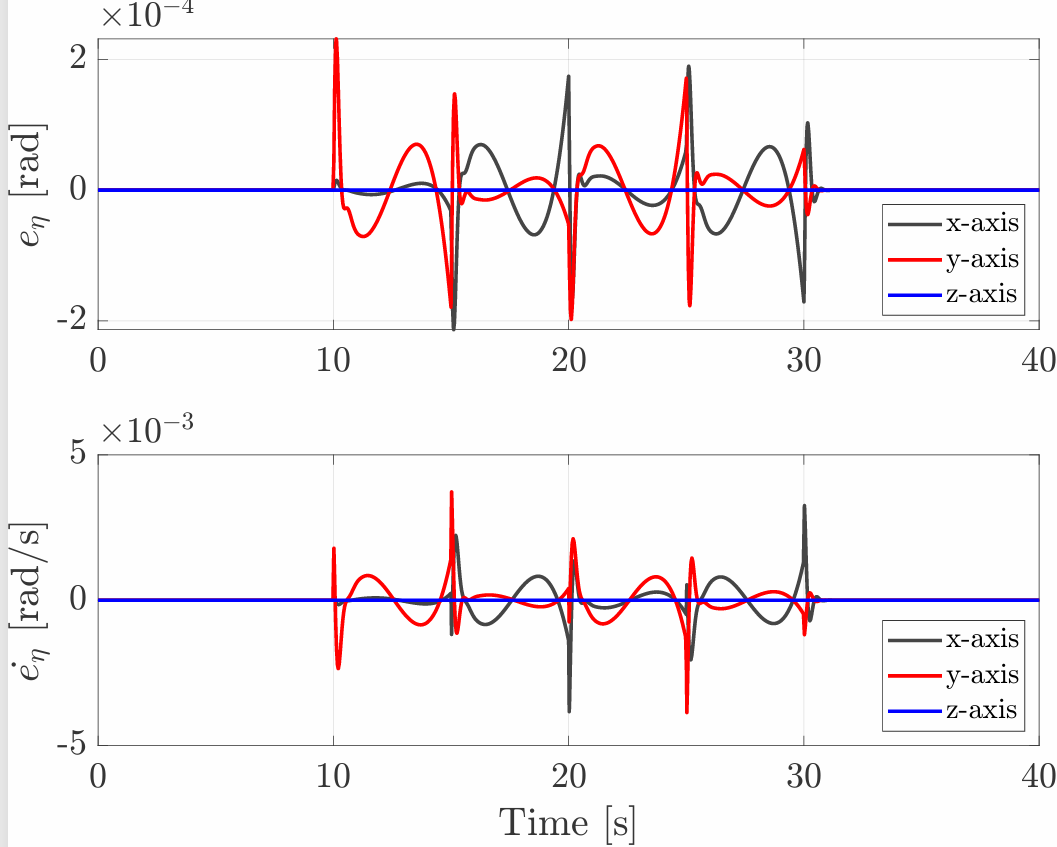 ×10⁻⁴
2
0
-2
e_η [rad]
x-axis
y-axis
z-axis
0 10 20 30 40
×10⁻³
5
0
-5
ė_η [rad/s]
x-axis
y-axis
z-axis
0 10 20 30 40
Time [s]